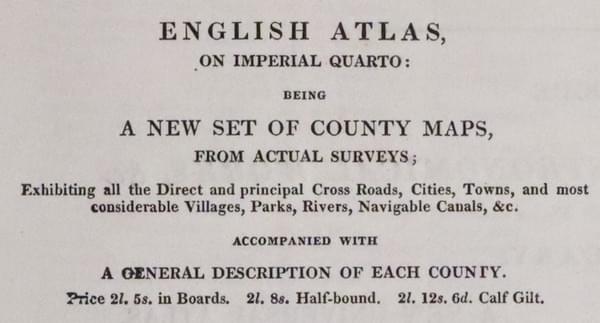 ENGLISH ATLAS,
ON IMPERIAL QUARTO:
BEING
A NEW SET OF COUNTY MAPS,
FROM ACTUAL SURVEYS;
Exhibiting all the Direct and principal Cross Roads, Cities, Towns, and most
considerable Villages, Parks, Rivers, Navigable Canals, &c.
ACCOMPANIED WITH
A GENERAL DESCRIPTION OF EACH COUNTY.
Price 2l. 5s. in Boards. 2l. 8s. Half-bound. 2l. 12s. 6d. Calf Gilt.